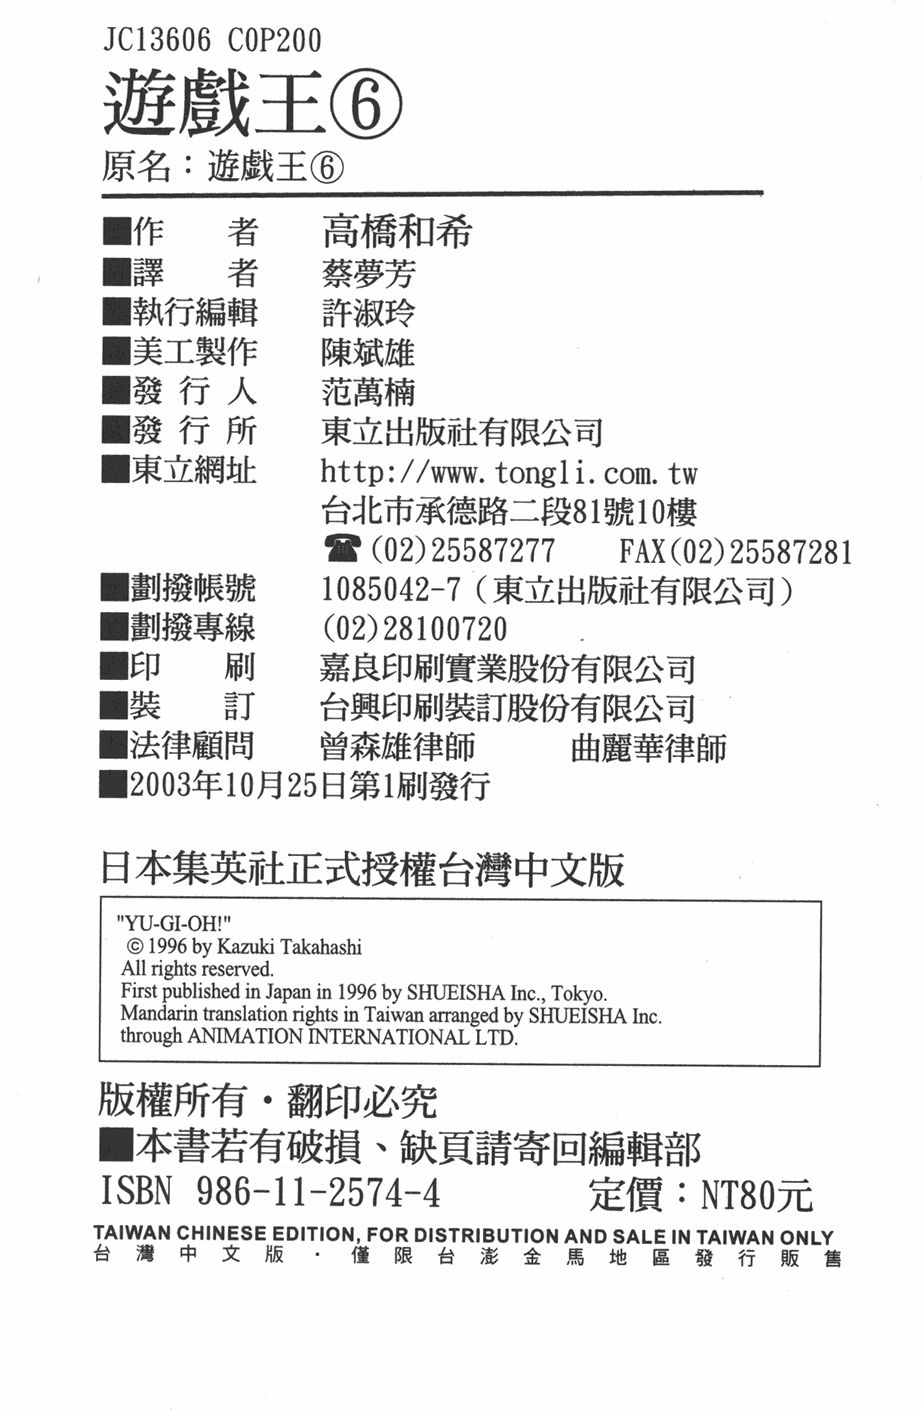 JC13606 C0P200
遊戲王⑥
原名：遊戯王⑥
■作　者　高橋和希
■譯　者　蔡夢芳
■執行編輯　許淑玲
■美工製作　陳斌雄
■發行人　范萬楠
■發行所　東立出版社有限公司
■東立網址　http://www.tongli.com.tw
台北市承德路二段81號10樓
☎(02)25587277　FAX(02)25587281
■劃撥帳號　1085042-7（東立出版社有限公司）
■劃撥專線　(02)28100720
■印　刷　嘉良印刷實業股份有限公司
■裝　訂　台興印刷裝訂股份有限公司
■法律顧問　曾森雄律師　曲麗華律師
■2003年10月25日第1刷發行
日本集英社正式授權台灣中文版
"YU-GI-OH!"
© 1996 by Kazuki Takahashi
All rights reserved.
First published in Japan in 1996 by SHUEISHA Inc., Tokyo.
Mandarin translation rights in Taiwan arranged by SHUEISHA Inc.
through ANIMATION INTERNATIONAL LTD.
版權所有・翻印必究
■本書若有破損、缺頁請寄回編輯部
ISBN 986-11-2574-4　定價：NT80元
TAIWAN CHINESE EDITION, FOR DISTRIBUTION AND SALE IN TAIWAN ONLY
台灣中文版・僅限台澎金馬地區發行販售